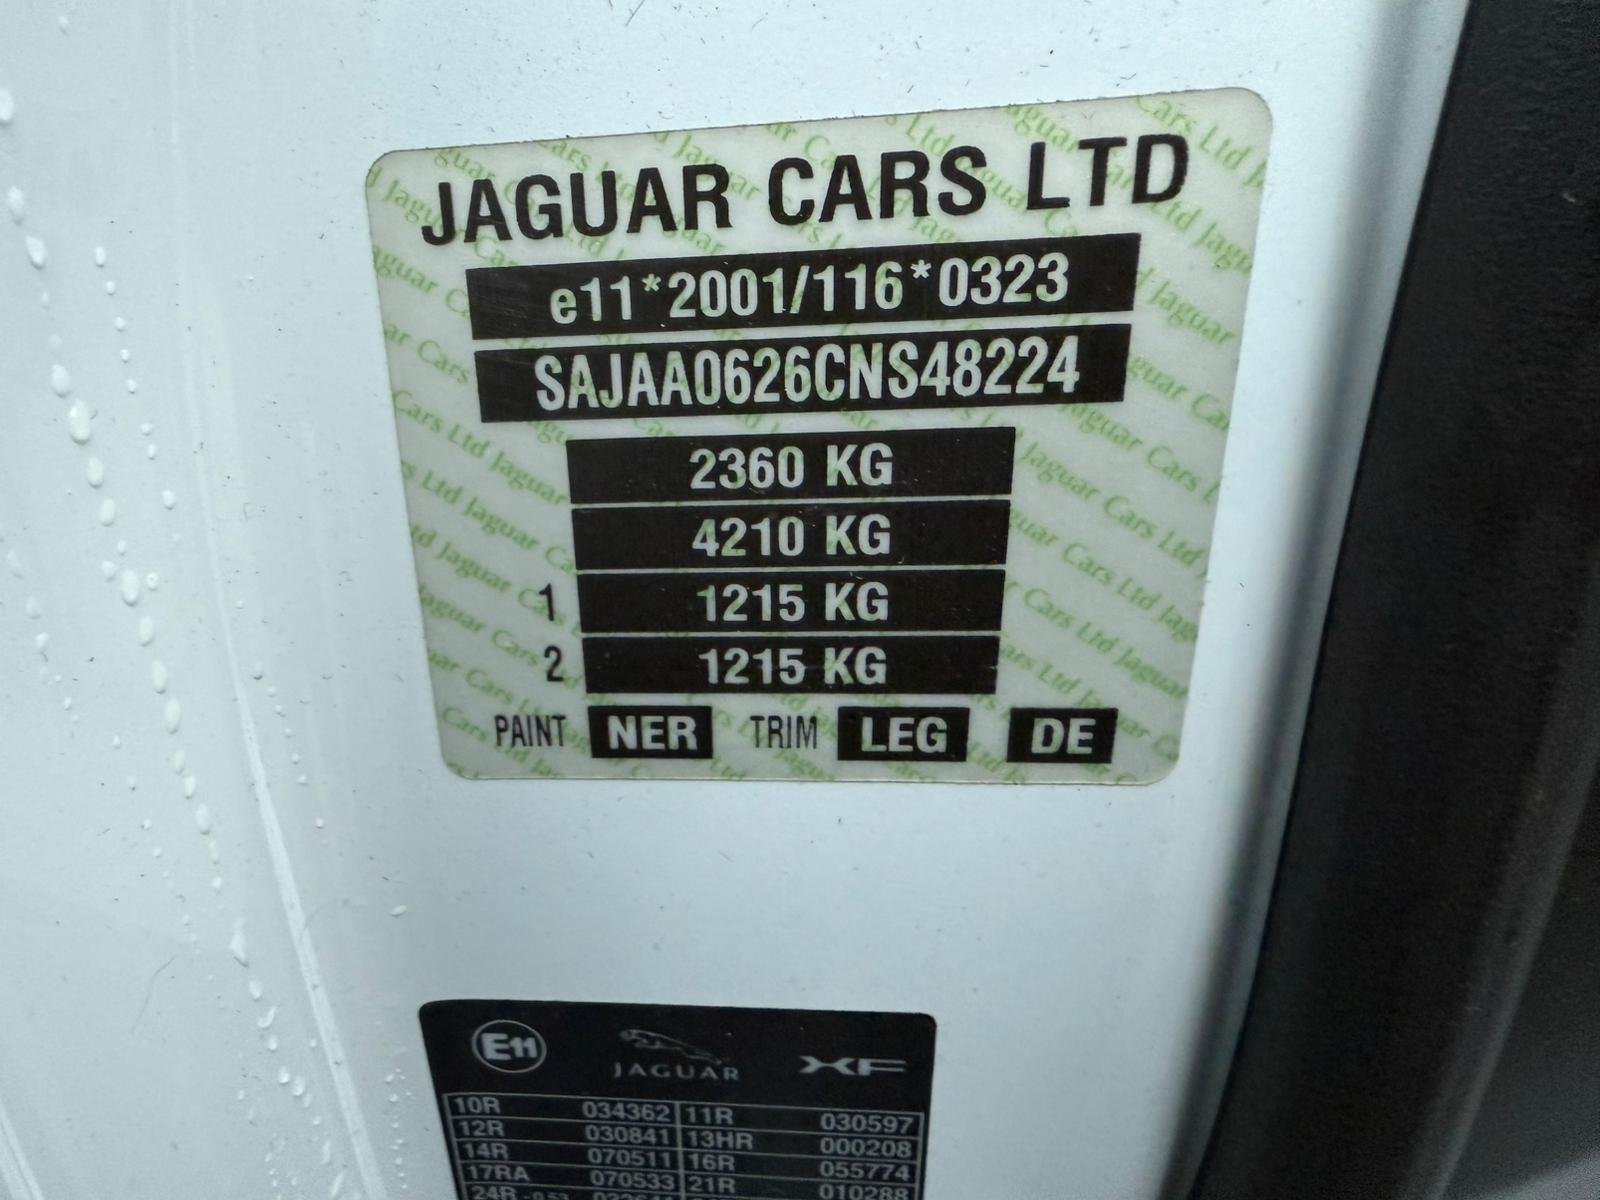 JAGUAR CARS LTD
e11*2001/116*0323
SAJAA0626CNS48224
2360 KG
4210 KG
1 1215 KG
2 1215 KG
PAINT NER TRIM LEG DE
E11 JAGUAR XF
10R 034362 11R 030597
12R 030841 13HR 000208
14R 070511 16R 055774
17RA 070533 21R 010288
24R